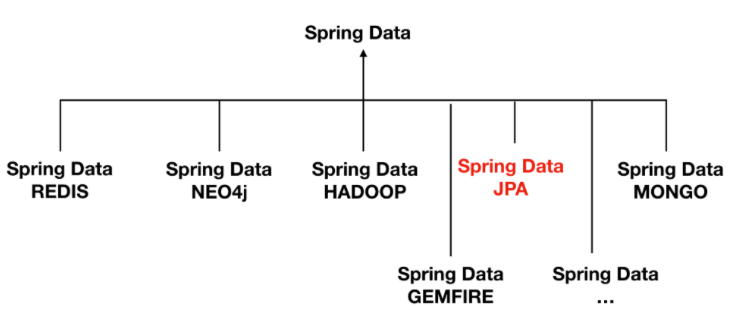 Spring Data
Spring Data
REDIS
Spring Data
NEO4j
Spring Data
HADOOP
Spring Data
JPA
Spring Data
MONGO
Spring Data
GEMFIRE
Spring Data
...